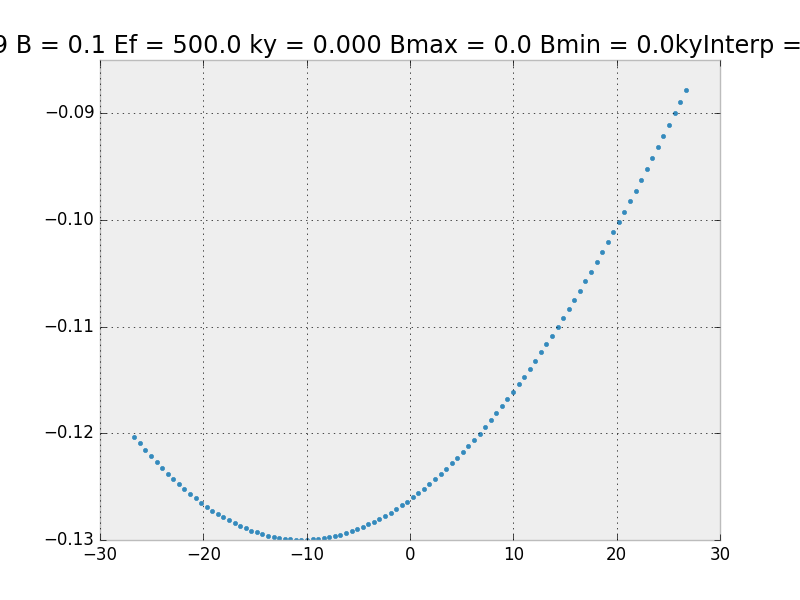 9 B = 0.1 Ef = 500.0 ky = 0.000 Bmax = 0.0 Bmin = 0.0kyInterp =
−0.09
−0.10
−0.11
−0.12
−0.13
−30 −20 −10 0 10 20 30